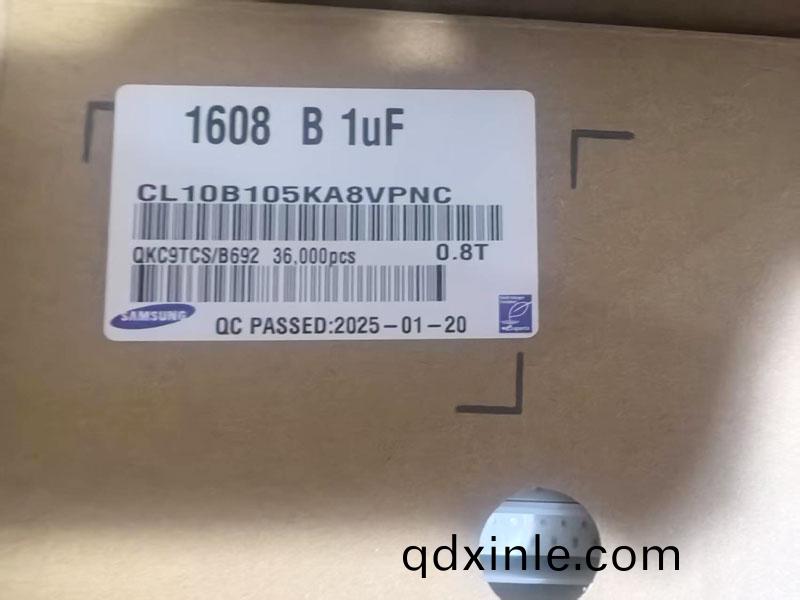 1608 B 1uF
CL10B105KA8VPNC
QKC9TCS/B692 36,000pcs 0.8T
SAMSUNG
QC PASSED:2025-01-20
qdxinle.com